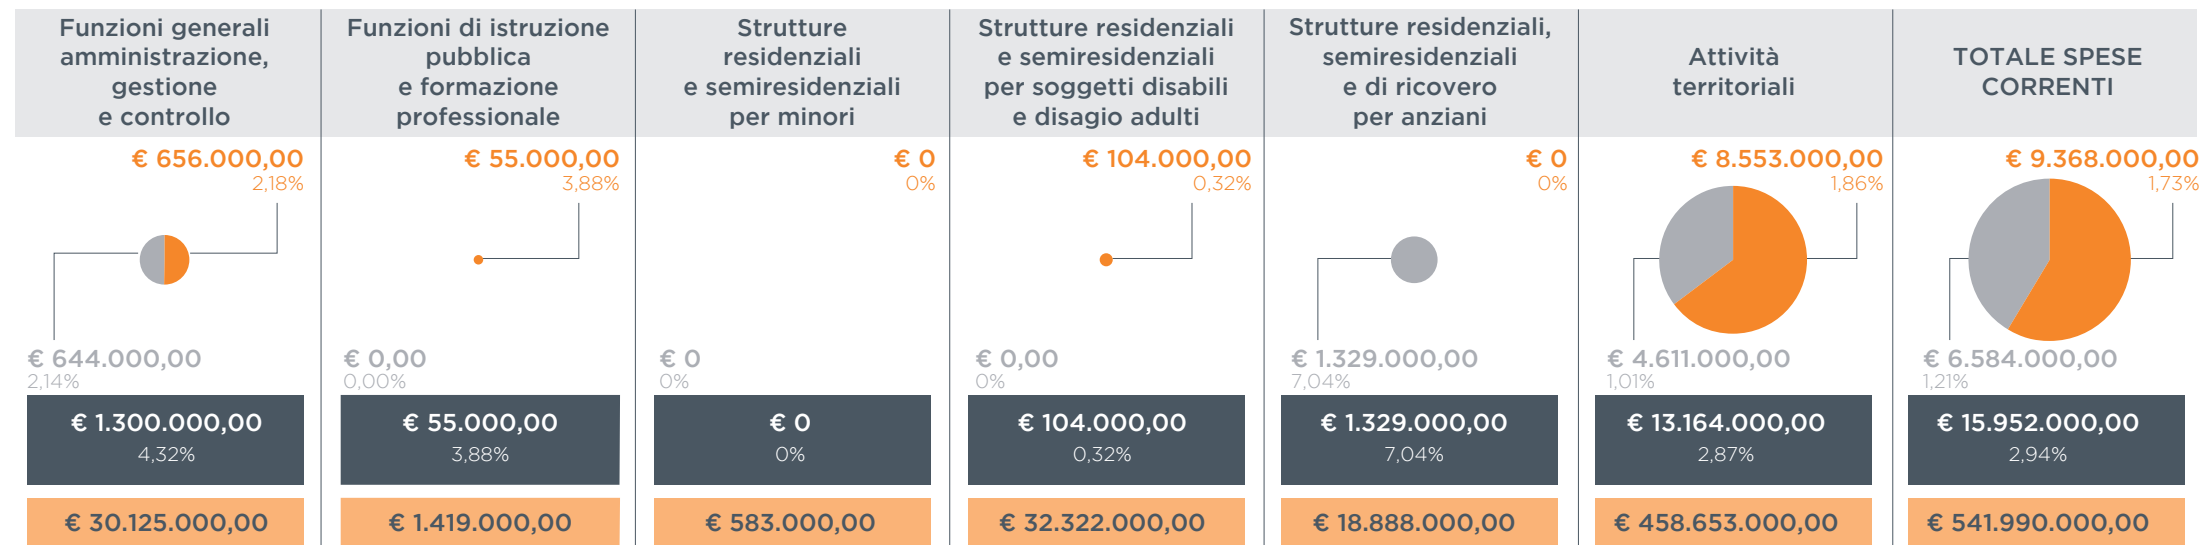 Funzioni generali
amministrazione,
gestione
e controllo
€ 656.000,00
2,18%
€ 644.000,00
2,14%
€ 1.300.000,00
4,32%
€ 30.125.000,00
Funzioni di istruzione
pubblica
e formazione
professionale
€ 55.000,00
3,88%
€ 0,00
0,00%
€ 55.000,00
3,88%
€ 1.419.000,00
Strutture
residenziali
e semiresidenziali
per minori
€ 0
0%
€ 0
0%
€ 0
0%
€ 583.000,00
Strutture residenziali
e semiresidenziali
per soggetti disabili
e disagio adulti
€ 104.000,00
0,32%
€ 0,00
0%
€ 104.000,00
0,32%
€ 32.322.000,00
Strutture residenziali,
semiresidenziali
e di ricovero
per anziani
€ 0
0%
€ 1.329.000,00
7,04%
€ 1.329.000,00
7,04%
€ 18.888.000,00
Attività
territoriali
€ 8.553.000,00
1,86%
€ 4.611.000,00
1,01%
€ 13.164.000,00
2,87%
€ 458.653.000,00
TOTALE SPESE
CORRENTI
€ 9.368.000,00
1,73%
€ 6.584.000,00
1,21%
€ 15.952.000,00
2,94%
€ 541.990.000,00